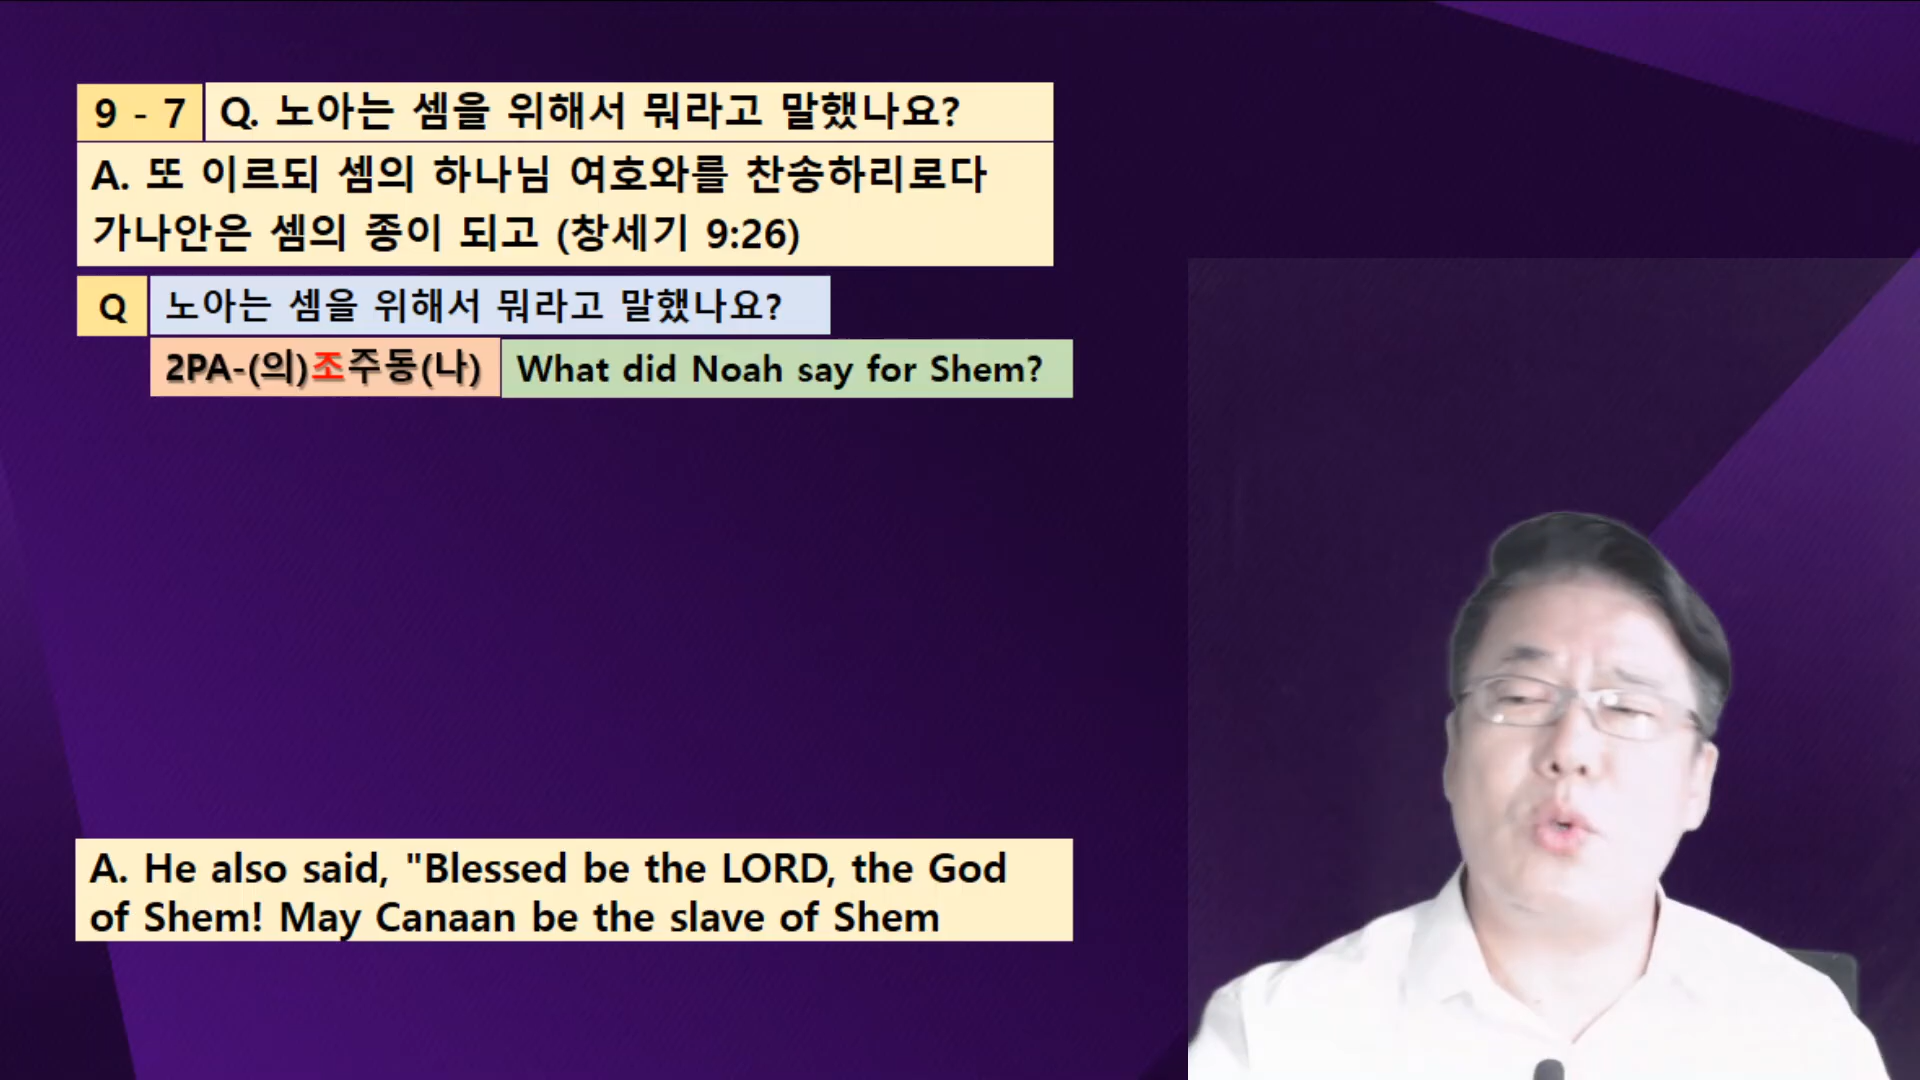 9 - 7 Q. 노아는 셈을 위해서 뭐라고 말했나요?
A. 또 이르되 셈의 하나님 여호와를 찬송하리로다
가나안은 셈의 종이 되고 (창세기 9:26)
Q 노아는 셈을 위해서 뭐라고 말했나요?
2PA-(의)조주동(나) What did Noah say for Shem?
A. He also said, "Blessed be the LORD, the God
of Shem! May Canaan be the slave of Shem